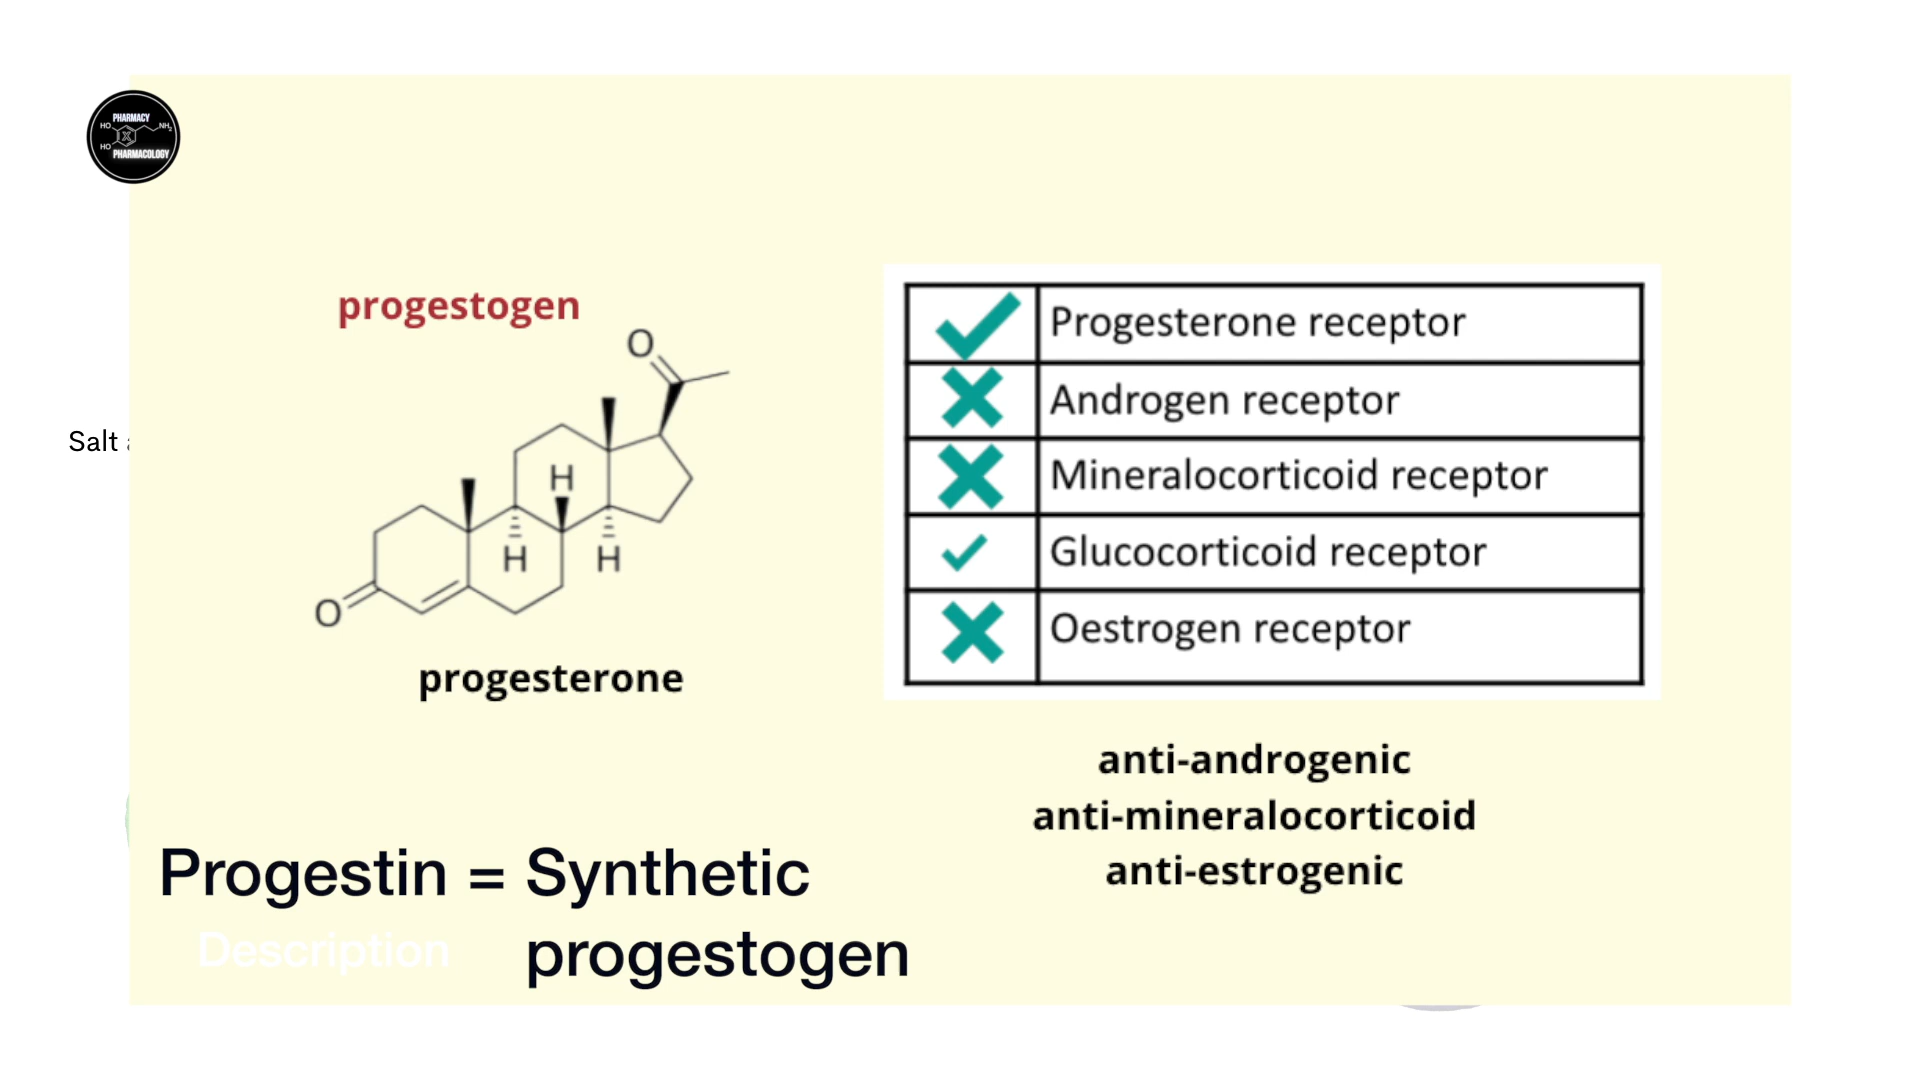 PHARMACY
HO
NH2
X
HO
PHARMACOLOGY
progestogen
O
H
H
H
O
progesterone
Progesterone receptor
Androgen receptor
Mineralocorticoid receptor
Glucocorticoid receptor
Oestrogen receptor
anti-androgenic
anti-mineralocorticoid
anti-estrogenic
Salt
Progestin = Synthetic
progestogen
Description